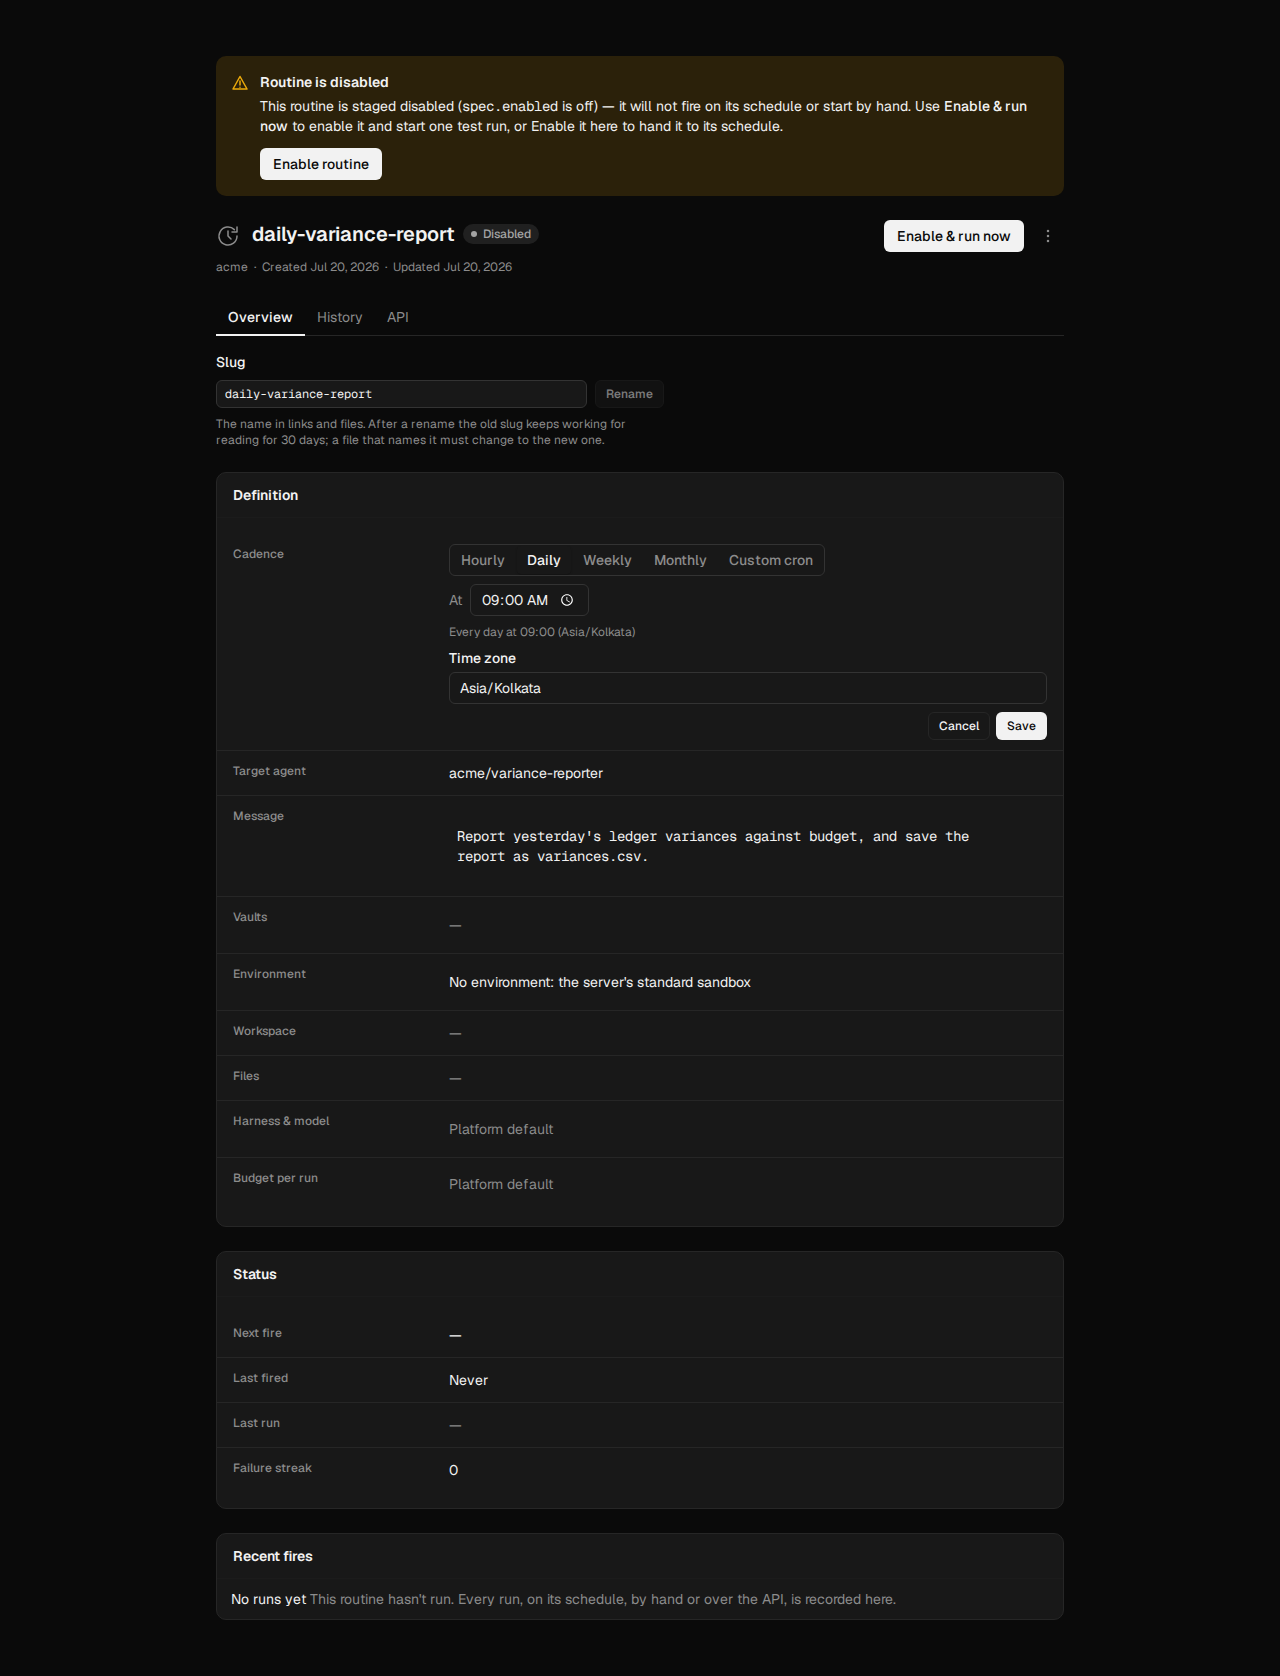 Routine is disabled
This routine is staged disabled (spec.enabled is off) — it will not fire on its schedule or start by hand. Use Enable & run
now to enable it and start one test run, or Enable it here to hand it to its schedule.
Enable routine
daily-variance-report
Disabled
Enable & run now
acme · Created Jul 20, 2026 · Updated Jul 20, 2026
Overview
History
API
Slug
daily-variance-report
Rename
The name in links and files. After a rename the old slug keeps working for
reading for 30 days; a file that names it must change to the new one.
Definition
Cadence
Hourly
Daily
Weekly
Monthly
Custom cron
At
09:00 AM
Every day at 09:00 (Asia/Kolkata)
Time zone
Asia/Kolkata
Cancel
Save
Target agent
acme/variance-reporter
Message
Report yesterday's ledger variances against budget, and save the
report as variances.csv.
Vaults
—
Environment
No environment: the server's standard sandbox
Workspace
—
Files
—
Harness & model
Platform default
Budget per run
Platform default
Status
Next fire
—
Last fired
Never
Last run
—
Failure streak
0
Recent fires
No runs yet This routine hasn't run. Every run, on its schedule, by hand or over the API, is recorded here.